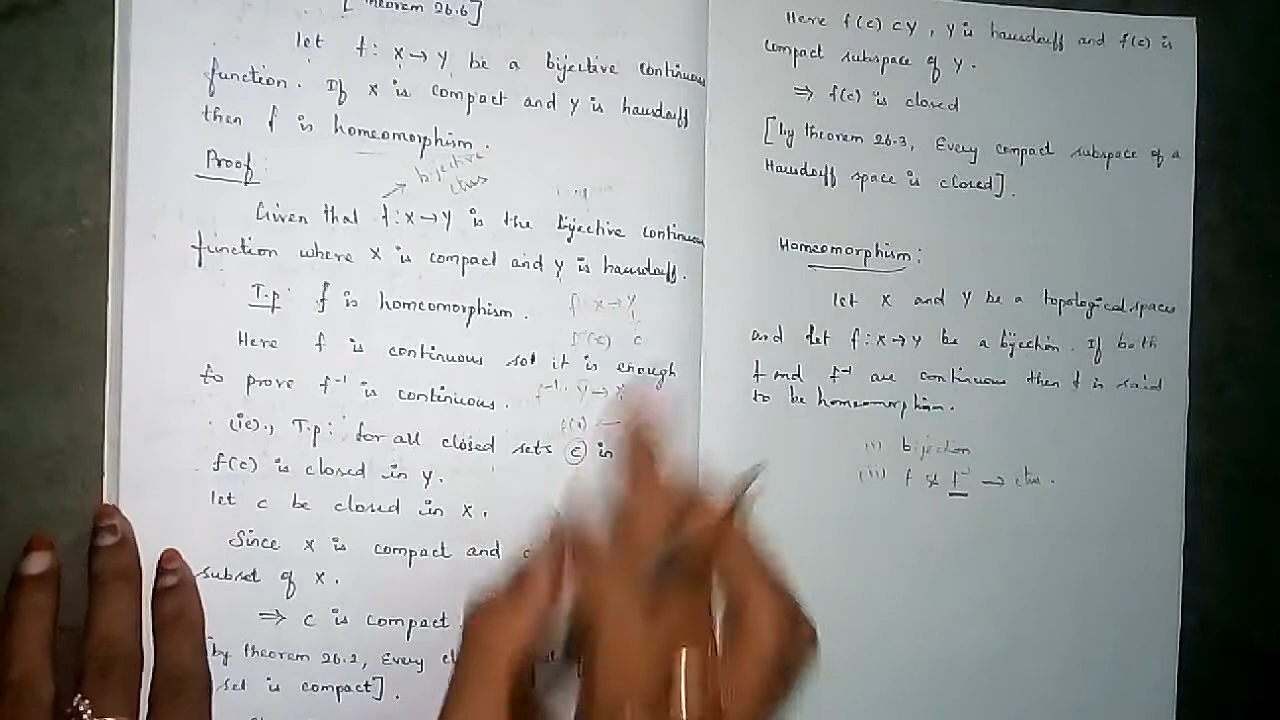 [Theorem 26.6]
let f: X → Y be a bijective continuous
function. If X is compact and Y is hausdorff
then f is homeomorphism.
Proof:
bijective
Given that f: X → Y is the bijective continuous
function where X is compact and Y is hausdorff.
T.p: f is homeomorphism.
f: X → Y
Here f is continuous so it is enough
to prove f⁻¹ is continuous.
f⁻¹: Y → X
(ie)., T.p: for all closed sets C in
f(c) is closed in Y.
let c be closed in X.
Since X is compact and
subset of X.
⇒ c is compact
by theorem 26.2, Every
set is compact].
Here f(c) ⊂ Y, Y is hausdorff and f(c) is
compact subspace of Y.
⇒ f(c) is closed
[by theorem 26.3, Every compact subspace of a
Hausdorff space is closed].
Homeomorphism:
let X and Y be a topological spaces
and let f: X → Y be a bijection. If both
f and f⁻¹ are continuous then f is said
to be homeomorphism.
(i) bijection
(ii) f & f⁻¹ → ctus.